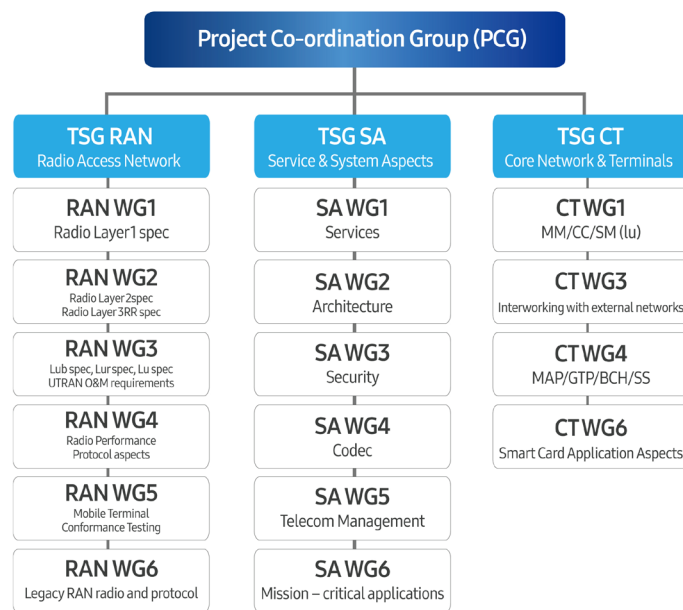 Project Co-ordination Group (PCG)
TSG RAN
Radio Access Network
RAN WG1
Radio Layer1 spec
RAN WG2
Radio Layer 2spec
Radio Layer 3RR spec
RAN WG3
Lub spec, Lur spec, Lu spec
UTRAN O&M requirements
RAN WG4
Radio Performance
Protocol aspects
RAN WG5
Mobile Terminal
Conformance Testing
RAN WG6
Legacy RAN radio and protocol
TSG SA
Service & System Aspects
SA WG1
Services
SA WG2
Architecture
SA WG3
Security
SA WG4
Codec
SA WG5
Telecom Management
SA WG6
Mission – critical applications
TSG CT
Core Network & Terminals
CT WG1
MM/CC/SM (lu)
CT WG3
Interworking with external networks
CT WG4
MAP/GTP/BCH/SS
CT WG6
Smart Card Application Aspects